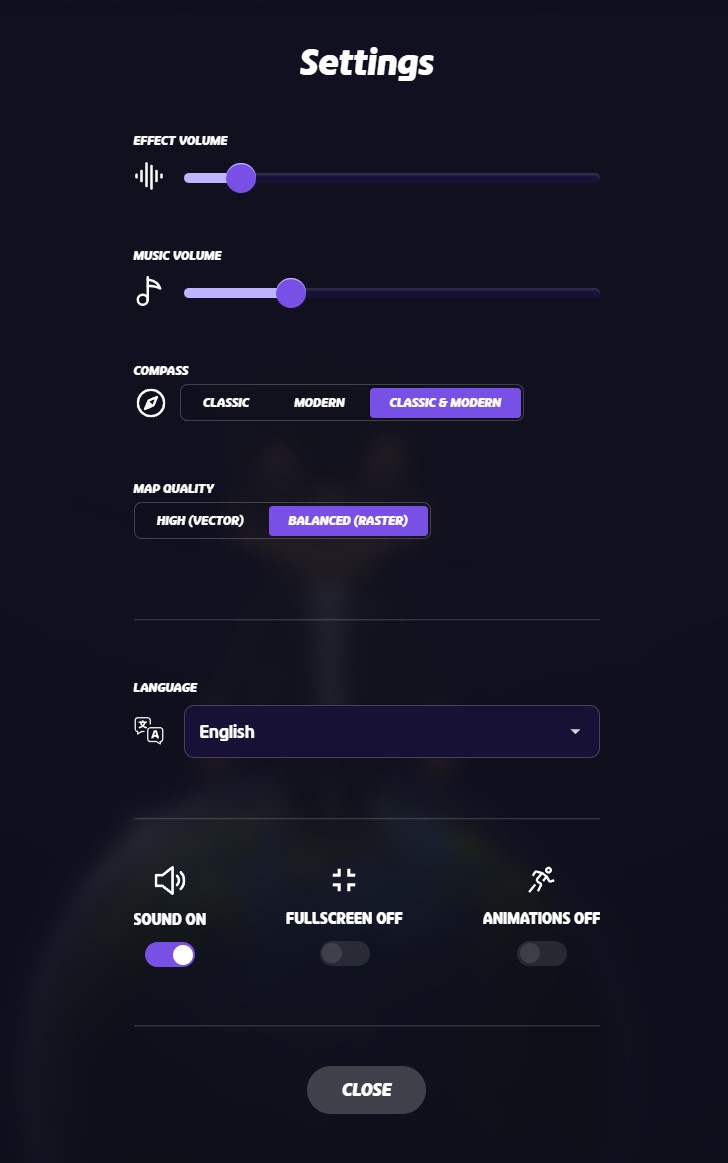 Settings
EFFECT VOLUME
MUSIC VOLUME
COMPASS
CLASSIC MODERN CLASSIC & MODERN
MAP QUALITY
HIGH (VECTOR) BALANCED (RASTER)
LANGUAGE
English
SOUND ON FULLSCREEN OFF ANIMATIONS OFF
CLOSE